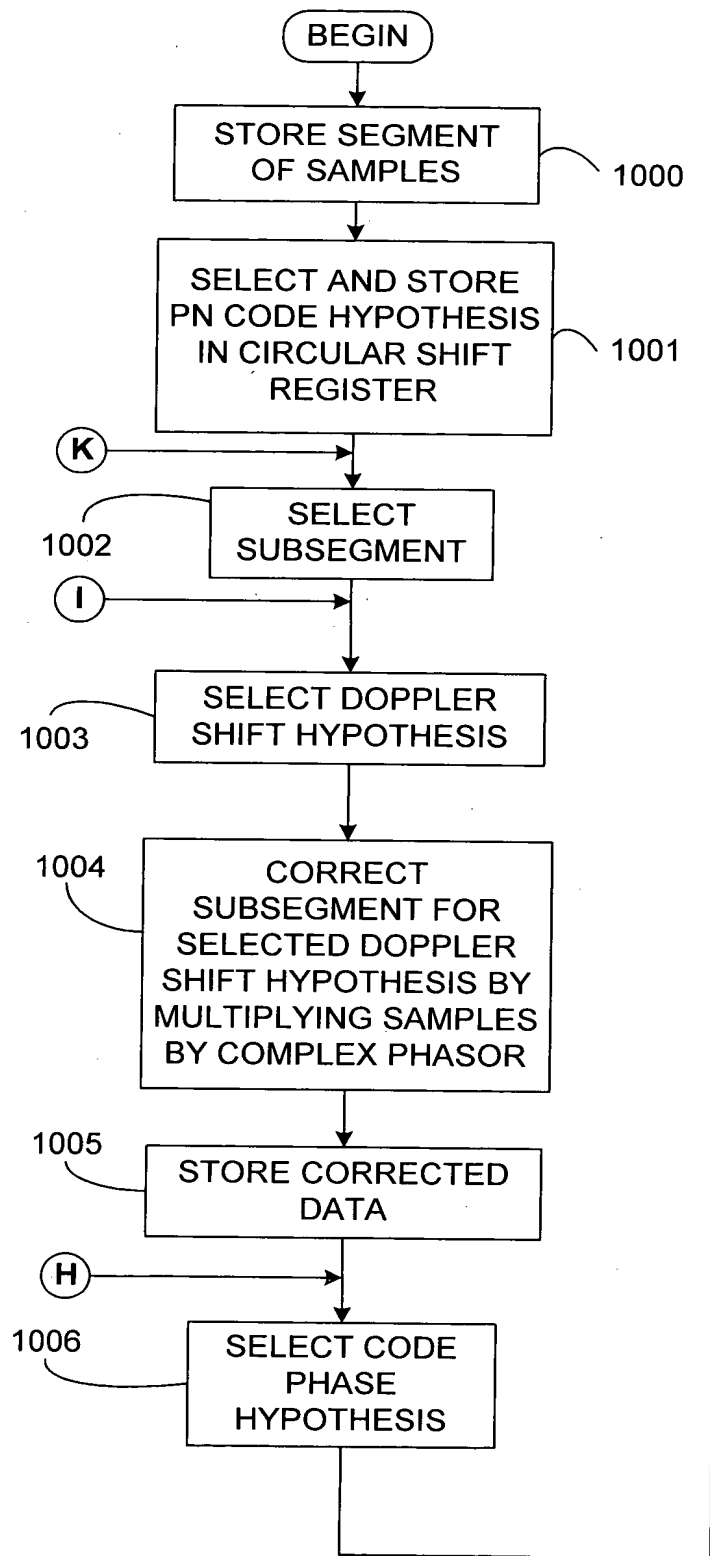 BEGIN
STORE SEGMENT
OF SAMPLES
1000
SELECT AND STORE
PN CODE HYPOTHESIS
IN CIRCULAR SHIFT
REGISTER
1001
K
SELECT
SUBSEGMENT
1002
I
SELECT DOPPLER
SHIFT HYPOTHESIS
1003
CORRECT
SUBSEGMENT FOR
SELECTED DOPPLER
SHIFT HYPOTHESIS BY
MULTIPLYING SAMPLES
BY COMPLEX PHASOR
1004
STORE CORRECTED
DATA
1005
H
SELECT CODE
PHASE
HYPOTHESIS
1006